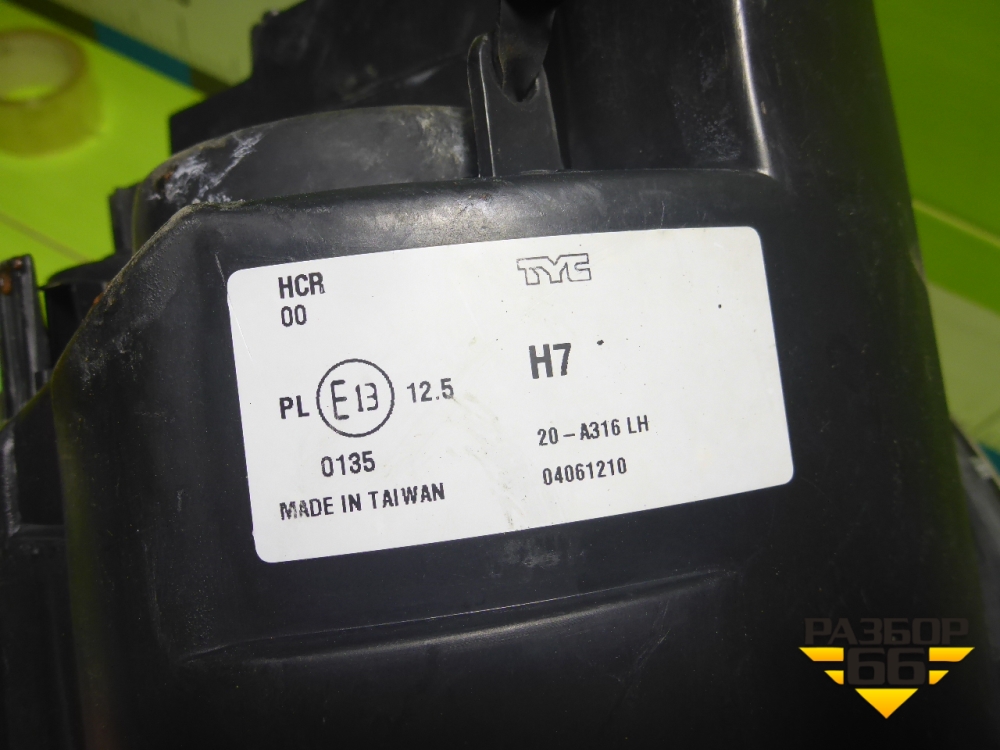 HCR
00
TYC
H7
PL E13 12.5
0135
20-A316 LH
04061210
MADE IN TAIWAN
РАЗБОР
66